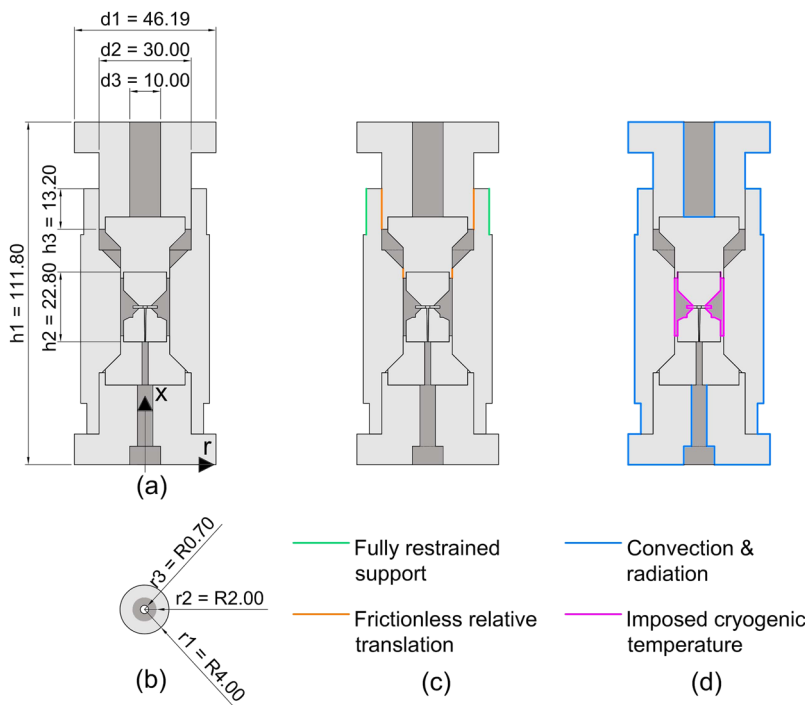 d1 = 46.19
d2 = 30.00
d3 = 10.00
h1 = 111.80
h3 = 13.20
h2 = 22.80
x
r
(a)
r3 = R0.70
r2 = R2.00
r1 = R4.00
(b)
Fully restrained
support
Frictionless relative
translation
(c)
Convection &
radiation
Imposed cryogenic
temperature
(d)